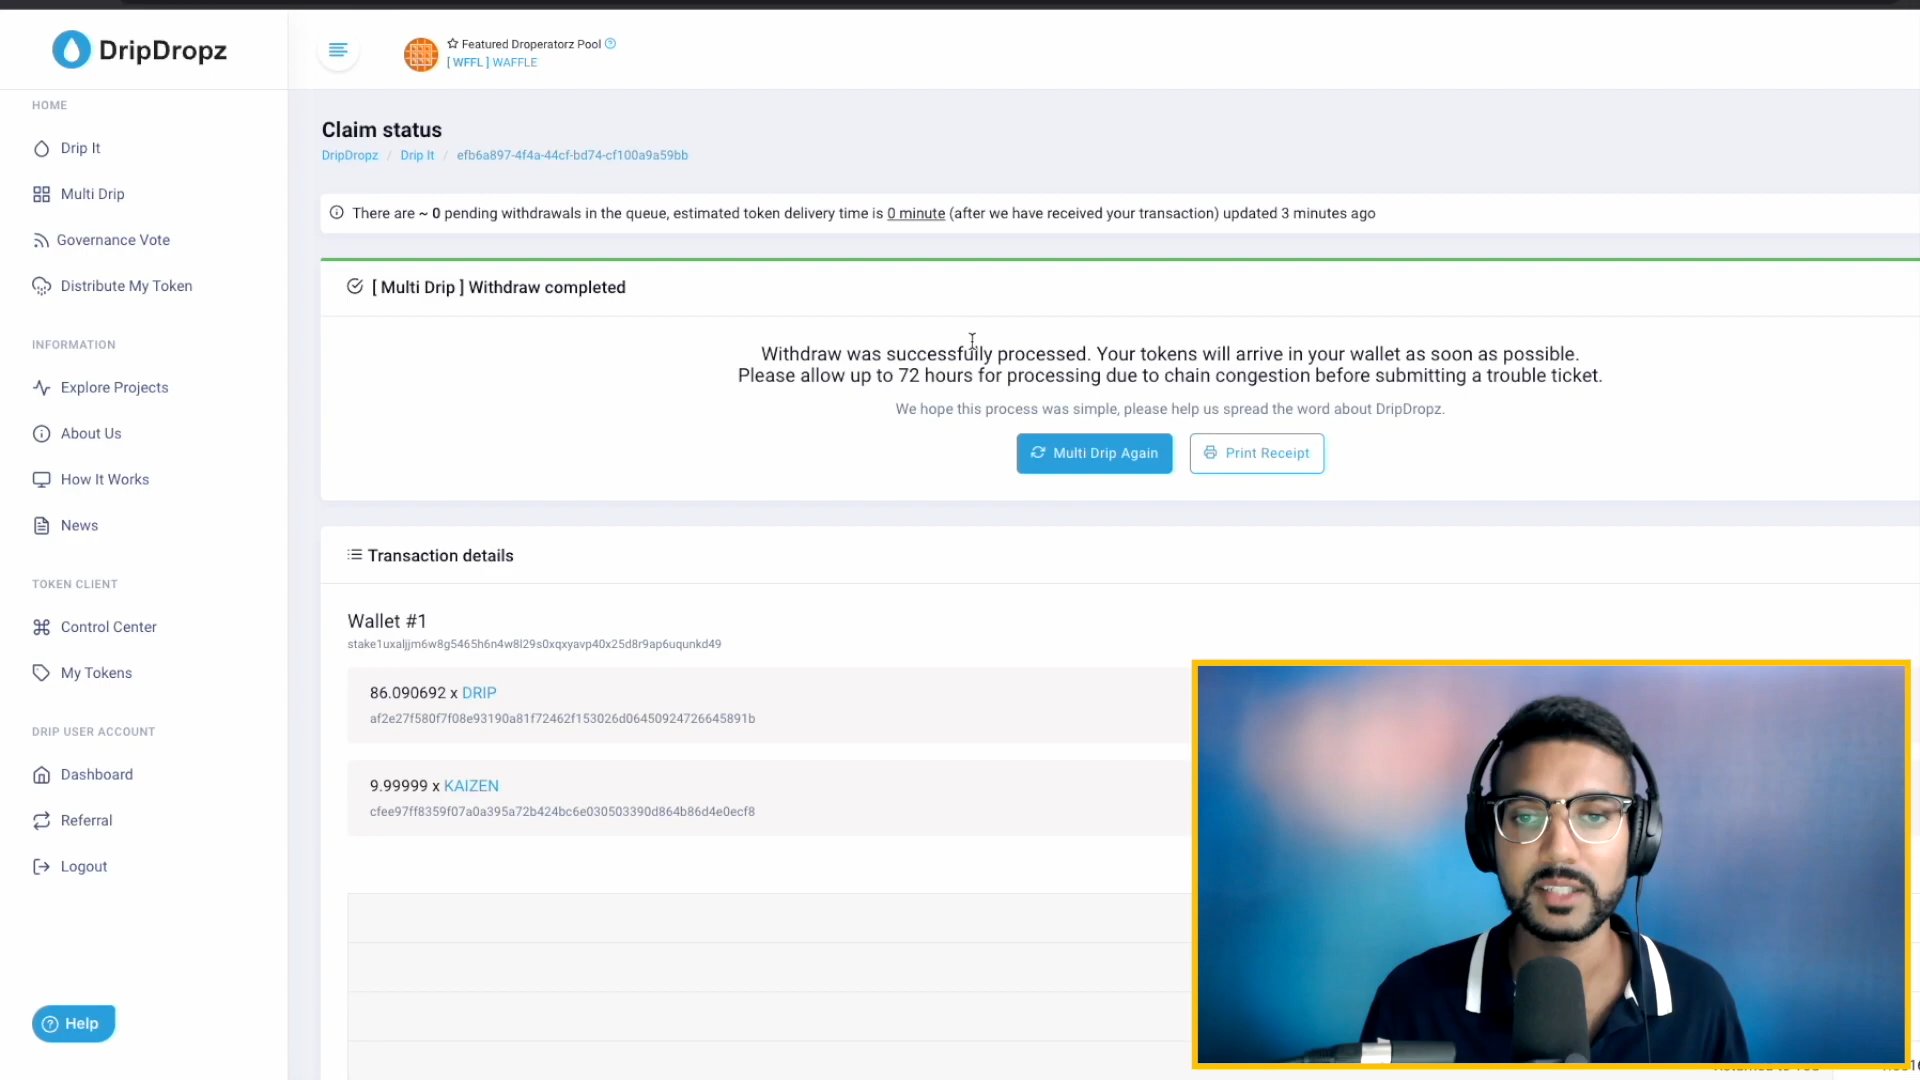 DripDropz
Featured Droperatorz Pool
[ WFFL ] WAFFLE
HOME
Drip It
Multi Drip
Governance Vote
Distribute My Token
INFORMATION
Explore Projects
About Us
How It Works
News
TOKEN CLIENT
Control Center
My Tokens
DRIP USER ACCOUNT
Dashboard
Referral
Logout
Help
Claim status
DripDropz / Drip It / efb6a897-4f4a-44cf-bd74-cf100a9a59bb
There are ~ 0 pending withdrawals in the queue, estimated token delivery time is 0 minute (after we have received your transaction) updated 3 minutes ago
[ Multi Drip ] Withdraw completed
Withdraw was successfully processed. Your tokens will arrive in your wallet as soon as possible.
Please allow up to 72 hours for processing due to chain congestion before submitting a trouble ticket.
We hope this process was simple, please help us spread the word about DripDropz.
Multi Drip Again
Print Receipt
Transaction details
Wallet #1
stake1uxaljjm6w8g5465h6n4w8l29s0xqxyavp40x25d8r9ap6uqunkd49
86.090692 x DRIP
af2e27f580f7f08e93190a81f72462f153026d06450924726645891b
9.99999 x KAIZEN
cfee97ff8359f07a0a395a72b424bc6e030503390d864b86d4e0ecf8